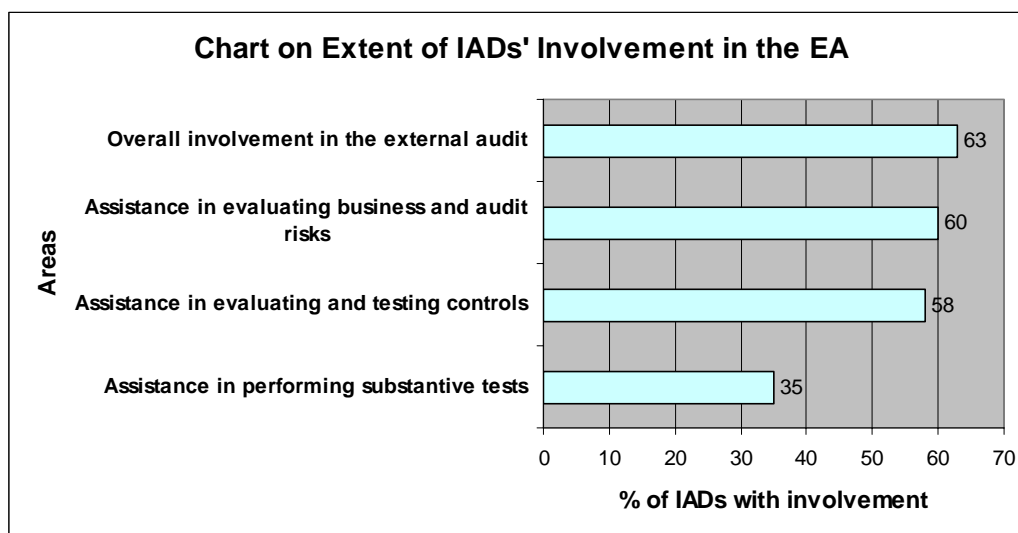 Chart on Extent of IADs' Involvement in the EA
Overall involvement in the external audit
63
Assistance in evaluating business and audit
risks
60
Assistance in evaluating and testing controls
58
Assistance in performing substantive tests
35
Areas
0 10 20 30 40 50 60 70
% of IADs with involvement